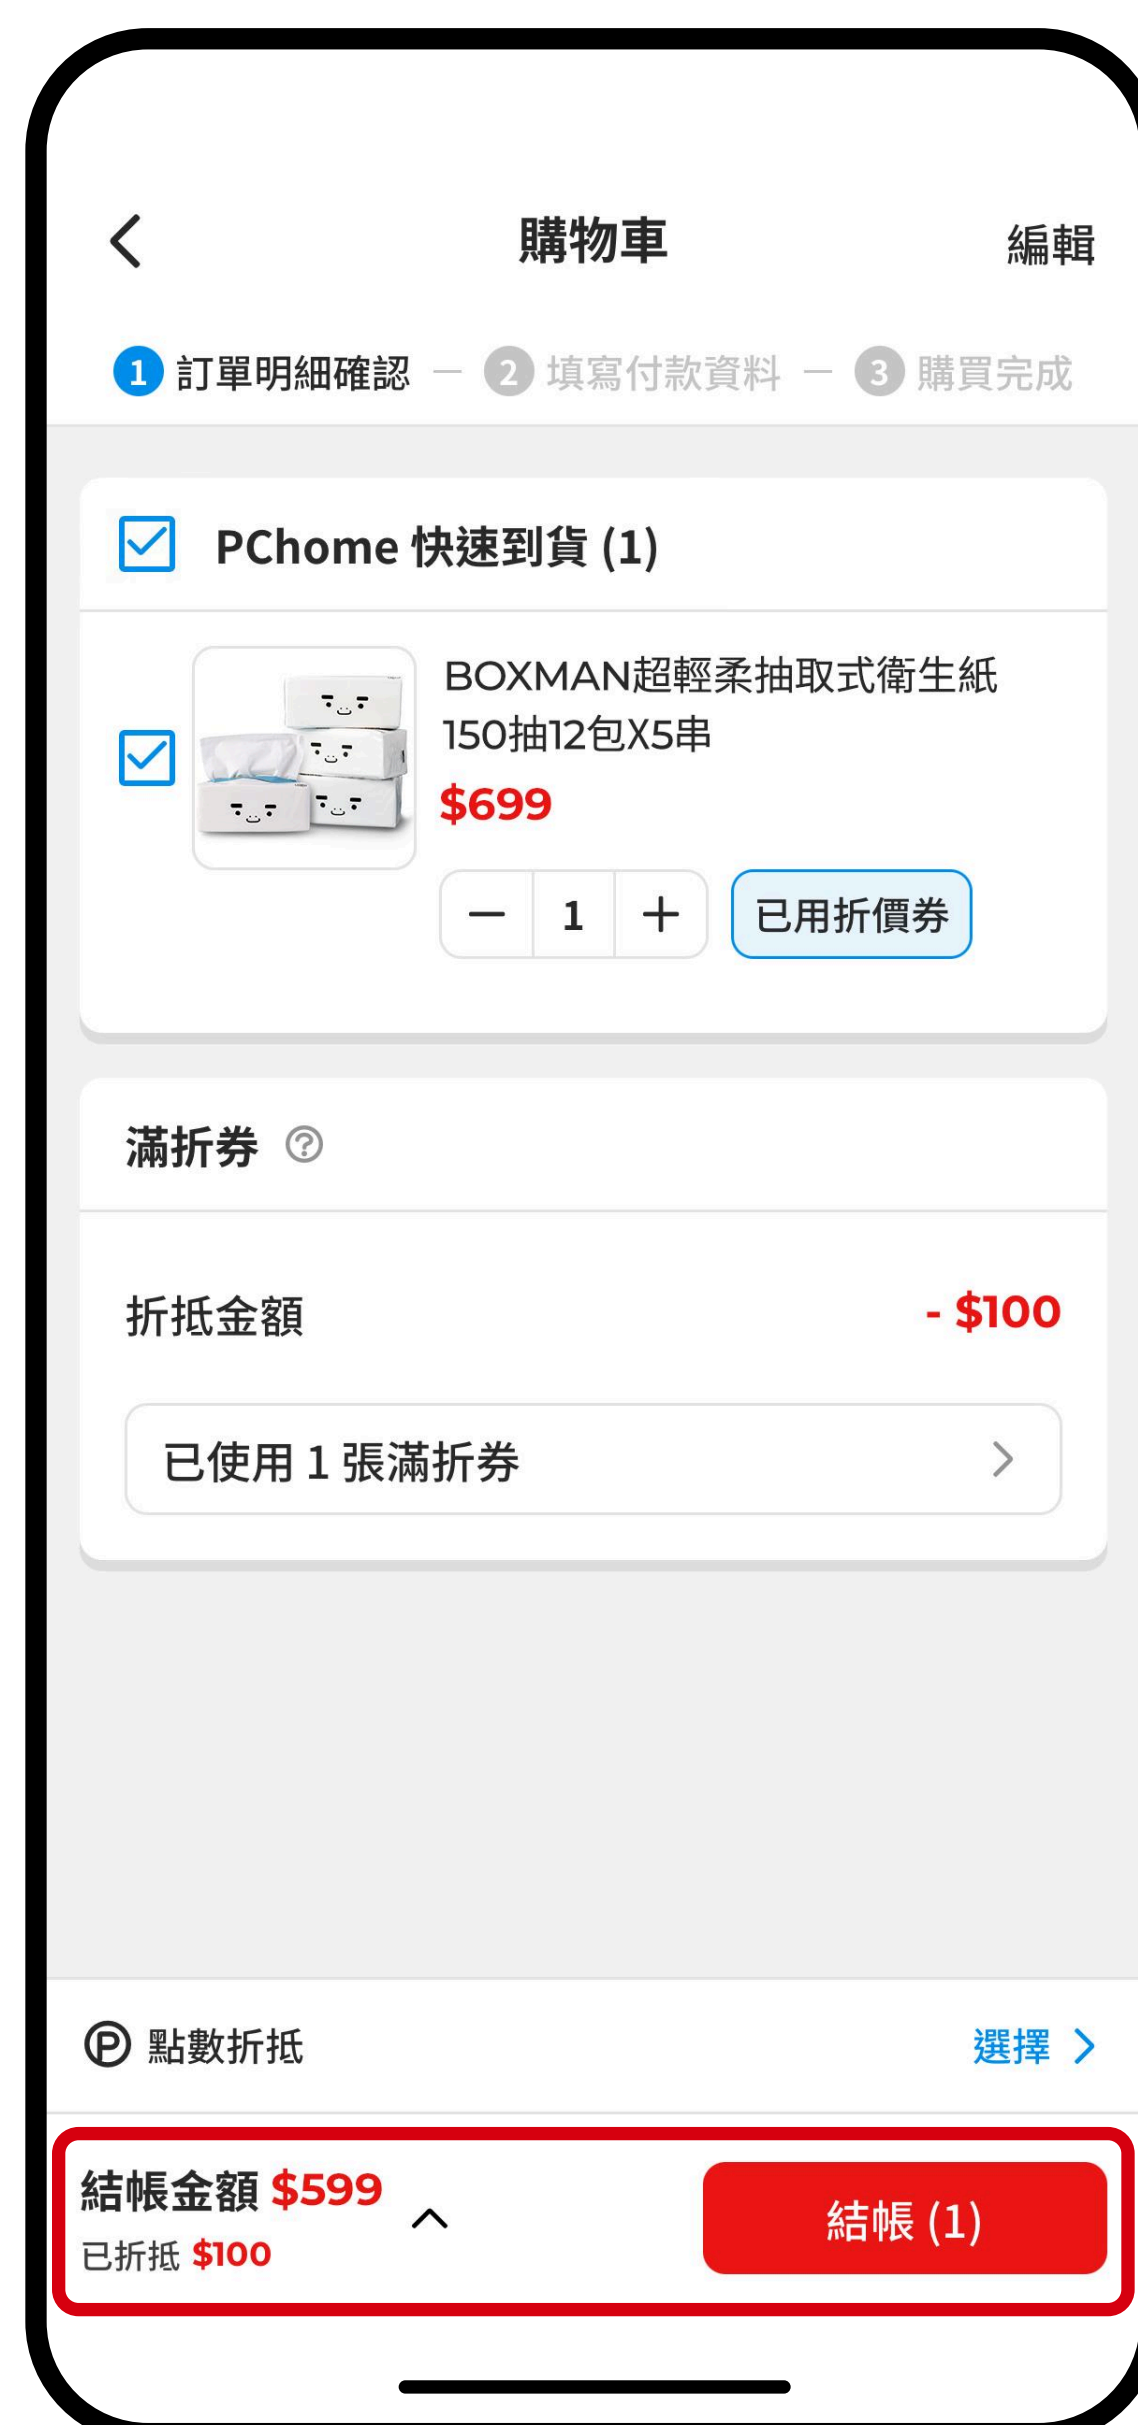 購物車
編輯
1 訂單明細確認 — 2 填寫付款資料 — 3 購買完成
PChome 快速到貨 (1)
BOXMAN超輕柔抽取式衛生紙
150抽12包X5串
$699
— 1 + 已用折價券
滿折券 ?
折抵金額 - $100
已使用 1 張滿折券
P 點數折抵 選擇
結帳金額 $599
已折抵 $100
結帳 (1)